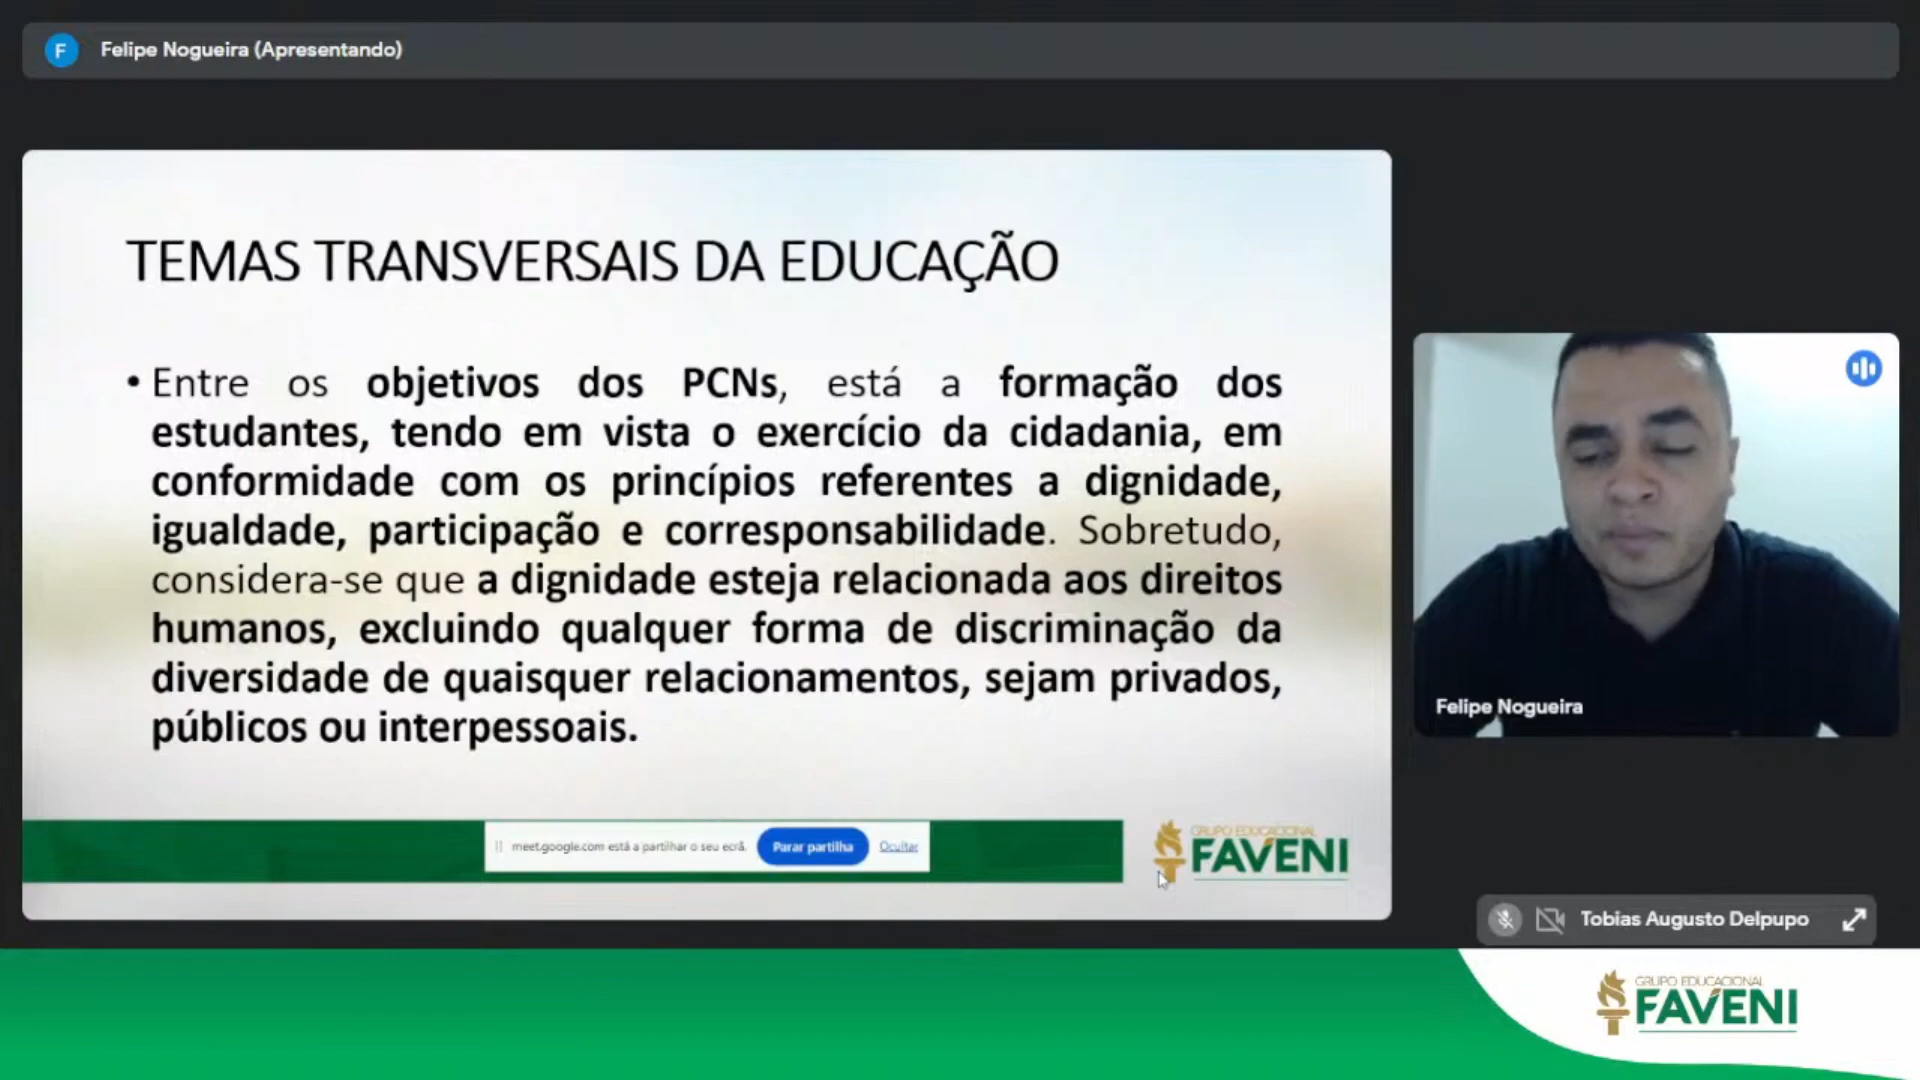 F Felipe Nogueira (Apresentando)
TEMAS TRANSVERSAIS DA EDUCAÇÃO
• Entre os objetivos dos PCNs, está a formação dos
estudantes, tendo em vista o exercício da cidadania, em
conformidade com os princípios referentes a dignidade,
igualdade, participação e corresponsabilidade. Sobretudo,
considera-se que a dignidade esteja relacionada aos direitos
humanos, excluindo qualquer forma de discriminação da
diversidade de quaisquer relacionamentos, sejam privados,
públicos ou interpessoais.
meet.google.com está a partilhar o seu ecrã. Parar partilha Ocultar
GRUPO EDUCACIONAL
FAVENI
Felipe Nogueira
Tobias Augusto Delpupo
GRUPO EDUCACIONAL
FAVENI